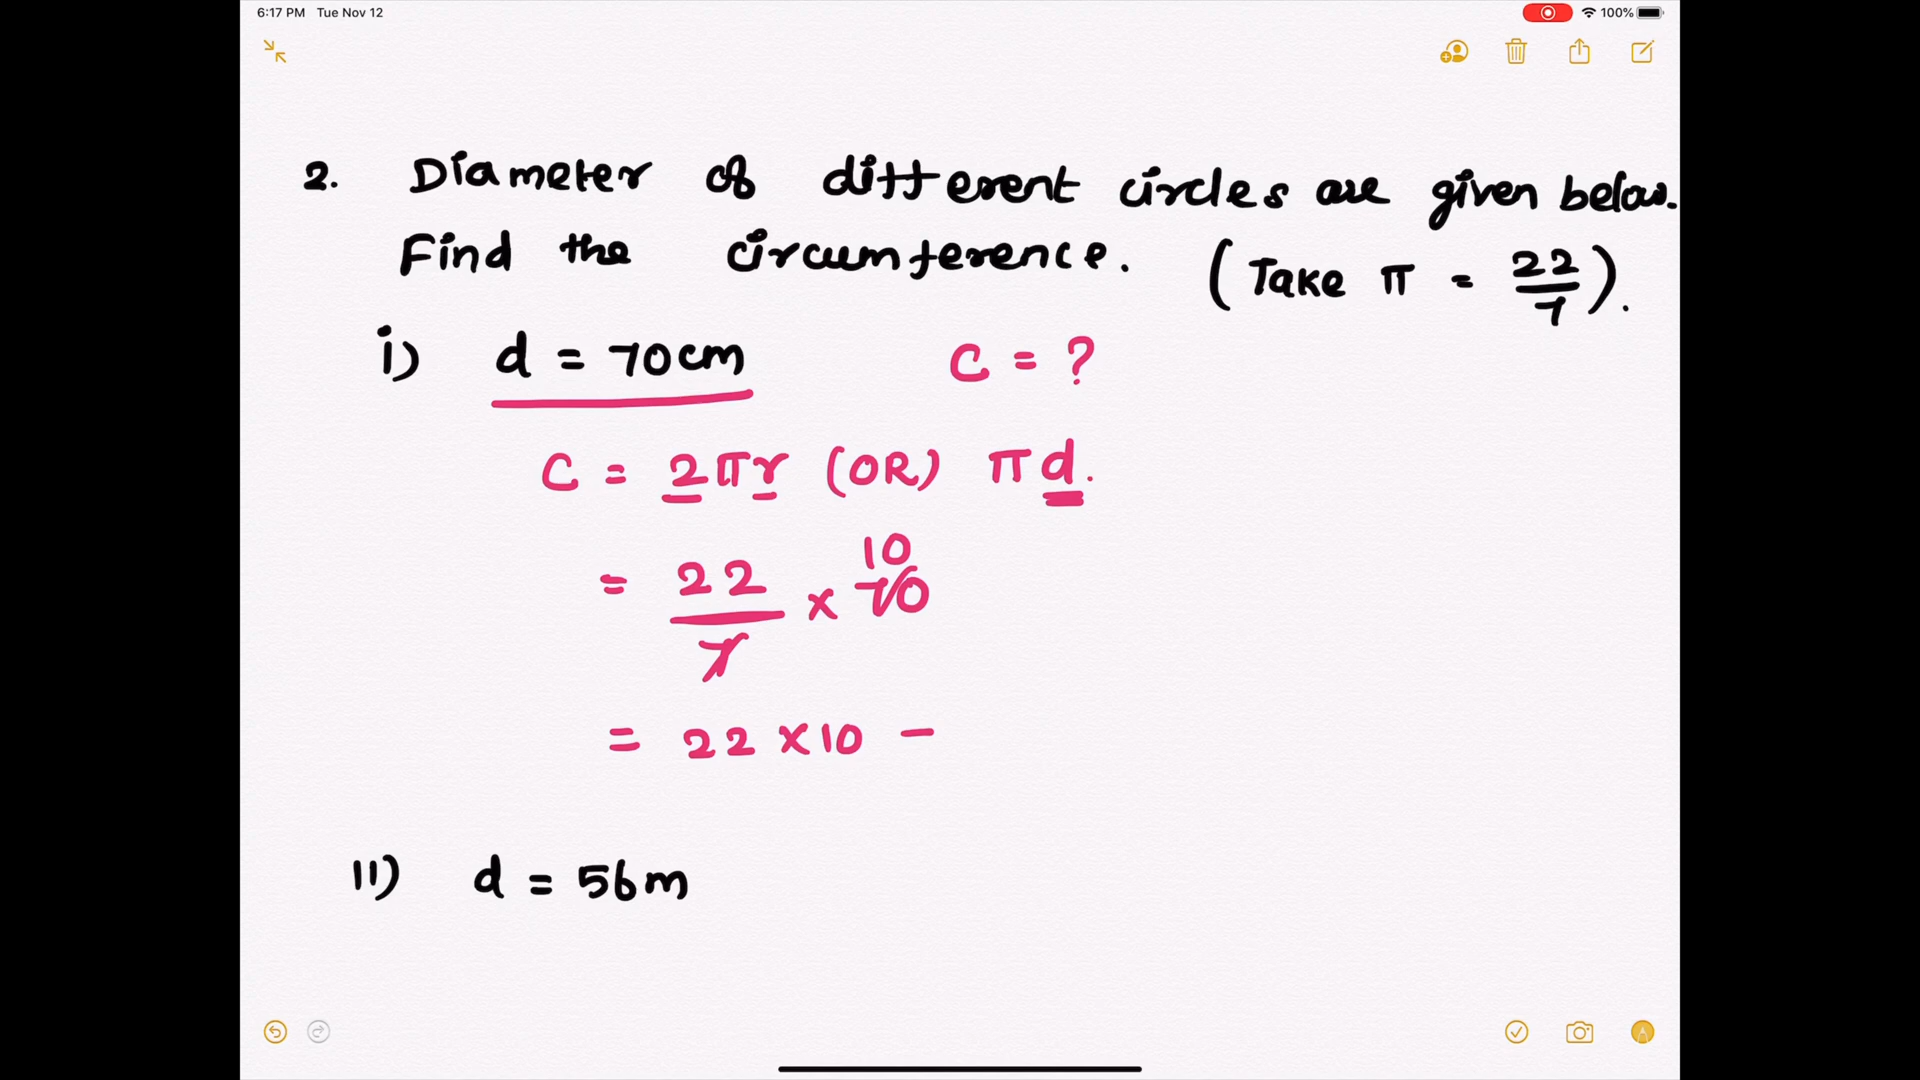 6:17 PM Tue Nov 12
100%
2. Diameter of different circles are given below.
Find the circumference. (Take π = 22/7).
i) d = 70cm C = ?
C = 2πr (OR) πd.
10
= 22/7 × 70
= 22 × 10 -
11) d = 56m